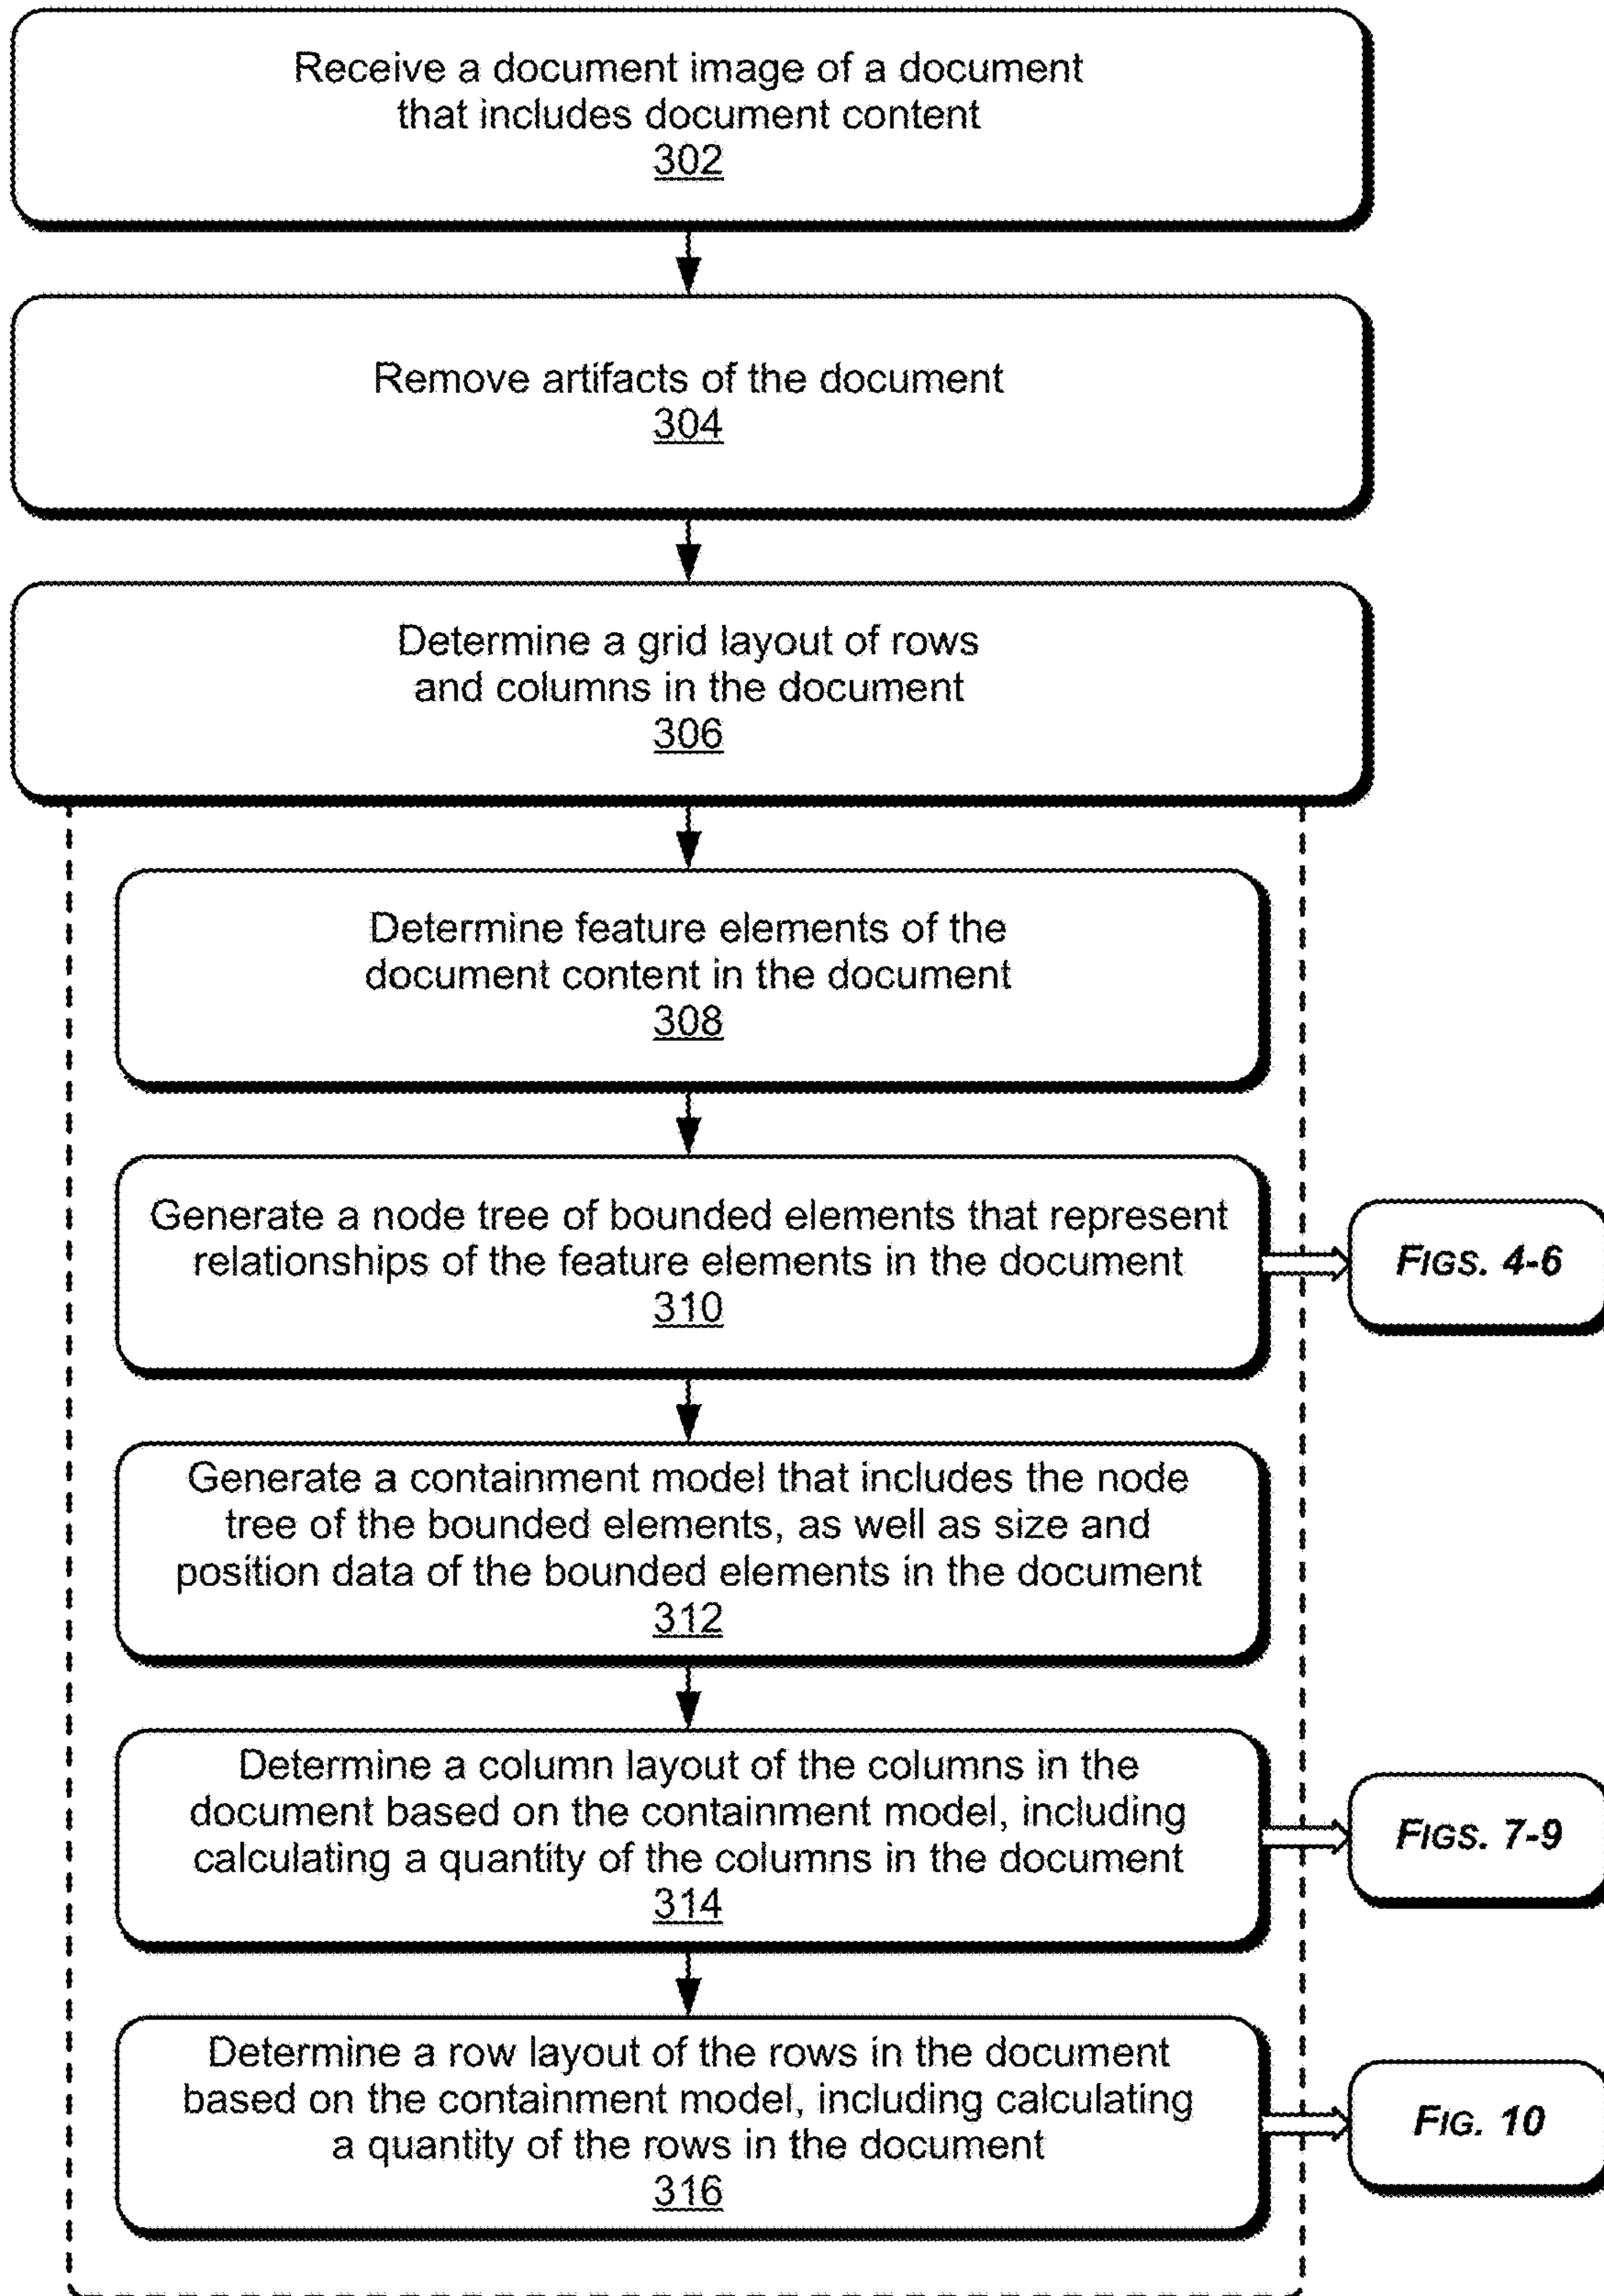 Receive a document image of a document
that includes document content
302
Remove artifacts of the document
304
Determine a grid layout of rows
and columns in the document
306
Determine feature elements of the
document content in the document
308
Generate a node tree of bounded elements that represent
relationships of the feature elements in the document
310
FIGS. 4-6
Generate a containment model that includes the node
tree of the bounded elements, as well as size and
position data of the bounded elements in the document
312
Determine a column layout of the columns in the
document based on the containment model, including
calculating a quantity of the columns in the document
314
FIGS. 7-9
Determine a row layout of the rows in the document
based on the containment model, including calculating
a quantity of the rows in the document
316
FIG. 10